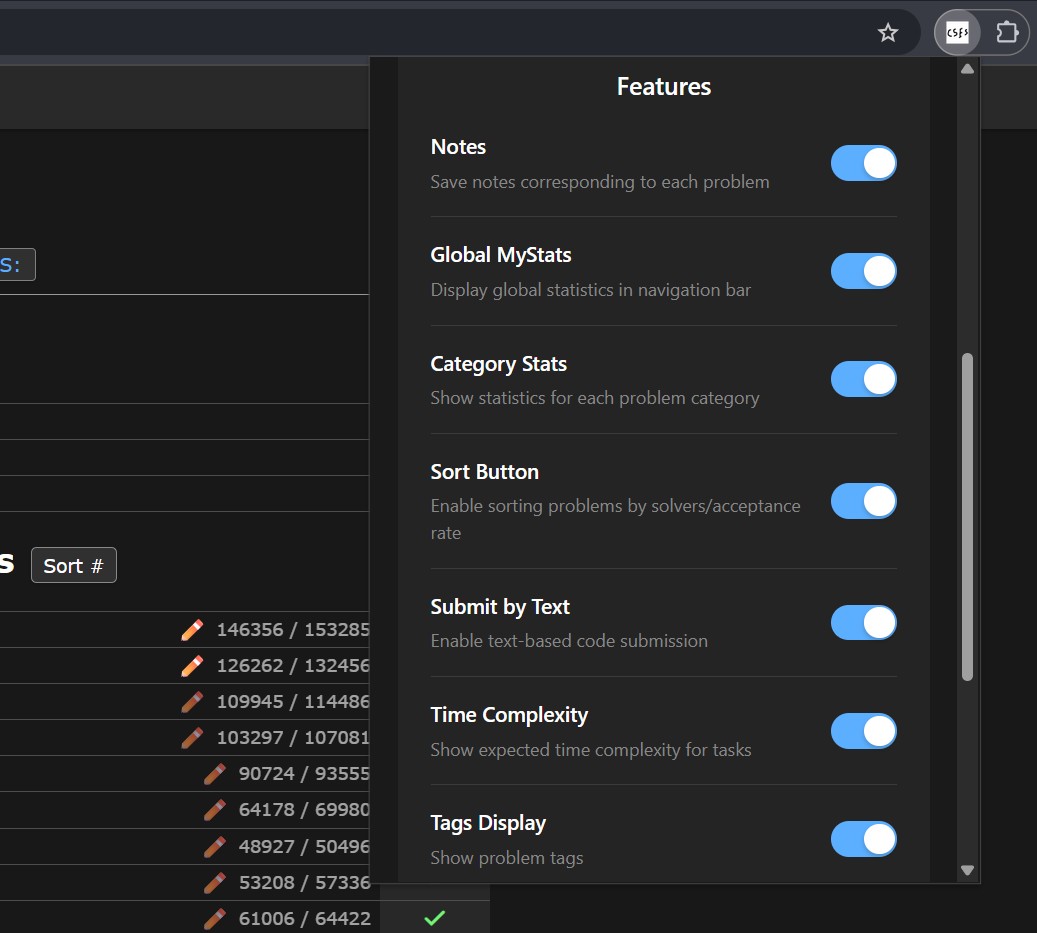 CSFS
Features
Notes
Save notes corresponding to each problem
Global MyStats
S:
Display global statistics in navigation bar
Category Stats
Show statistics for each problem category
Sort Button
Enable sorting problems by solvers/acceptance
rate
s Sort #
Submit by Text
146356 / 153285
Enable text-based code submission
126262 / 132456
109945 / 114486
Time Complexity
103297 / 107081
Show expected time complexity for tasks
90724 / 93555
64178 / 69980
Tags Display
48927 / 50496
Show problem tags
53208 / 57336
61006 / 64422